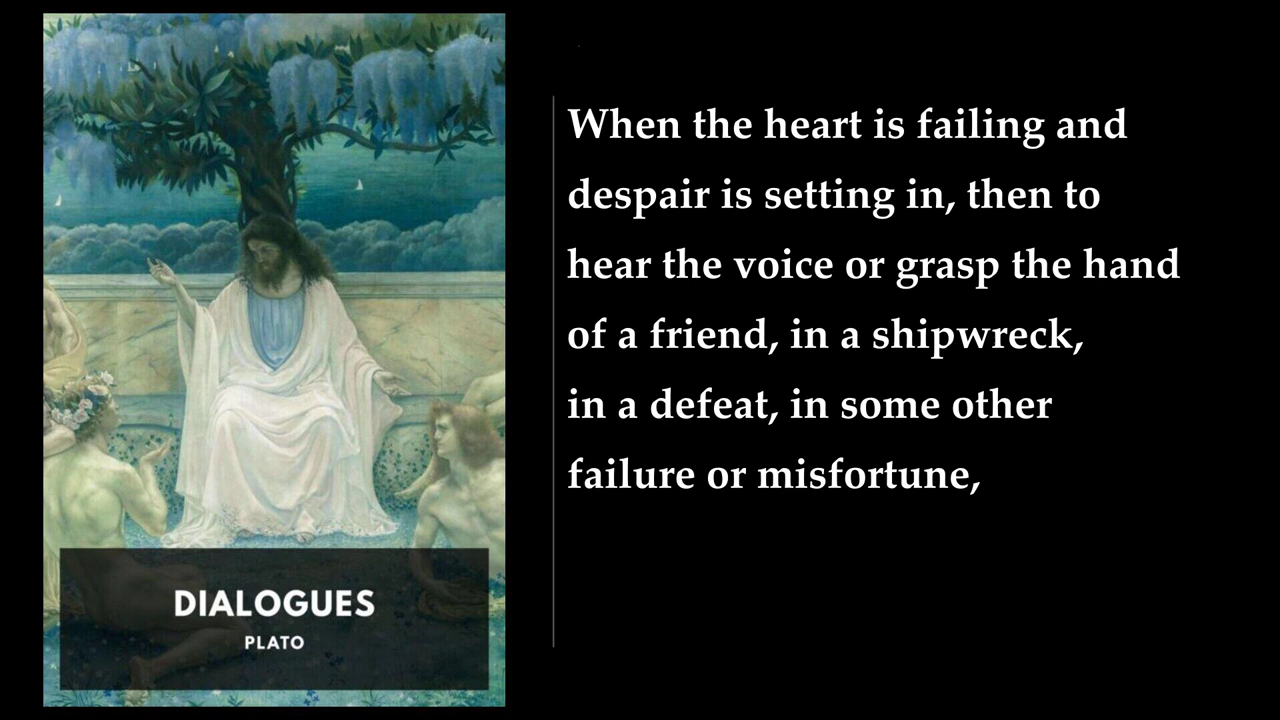 DIALOGUES
PLATO
When the heart is failing and
despair is setting in, then to
hear the voice or grasp the hand
of a friend, in a shipwreck,
in a defeat, in some other
failure or misfortune,